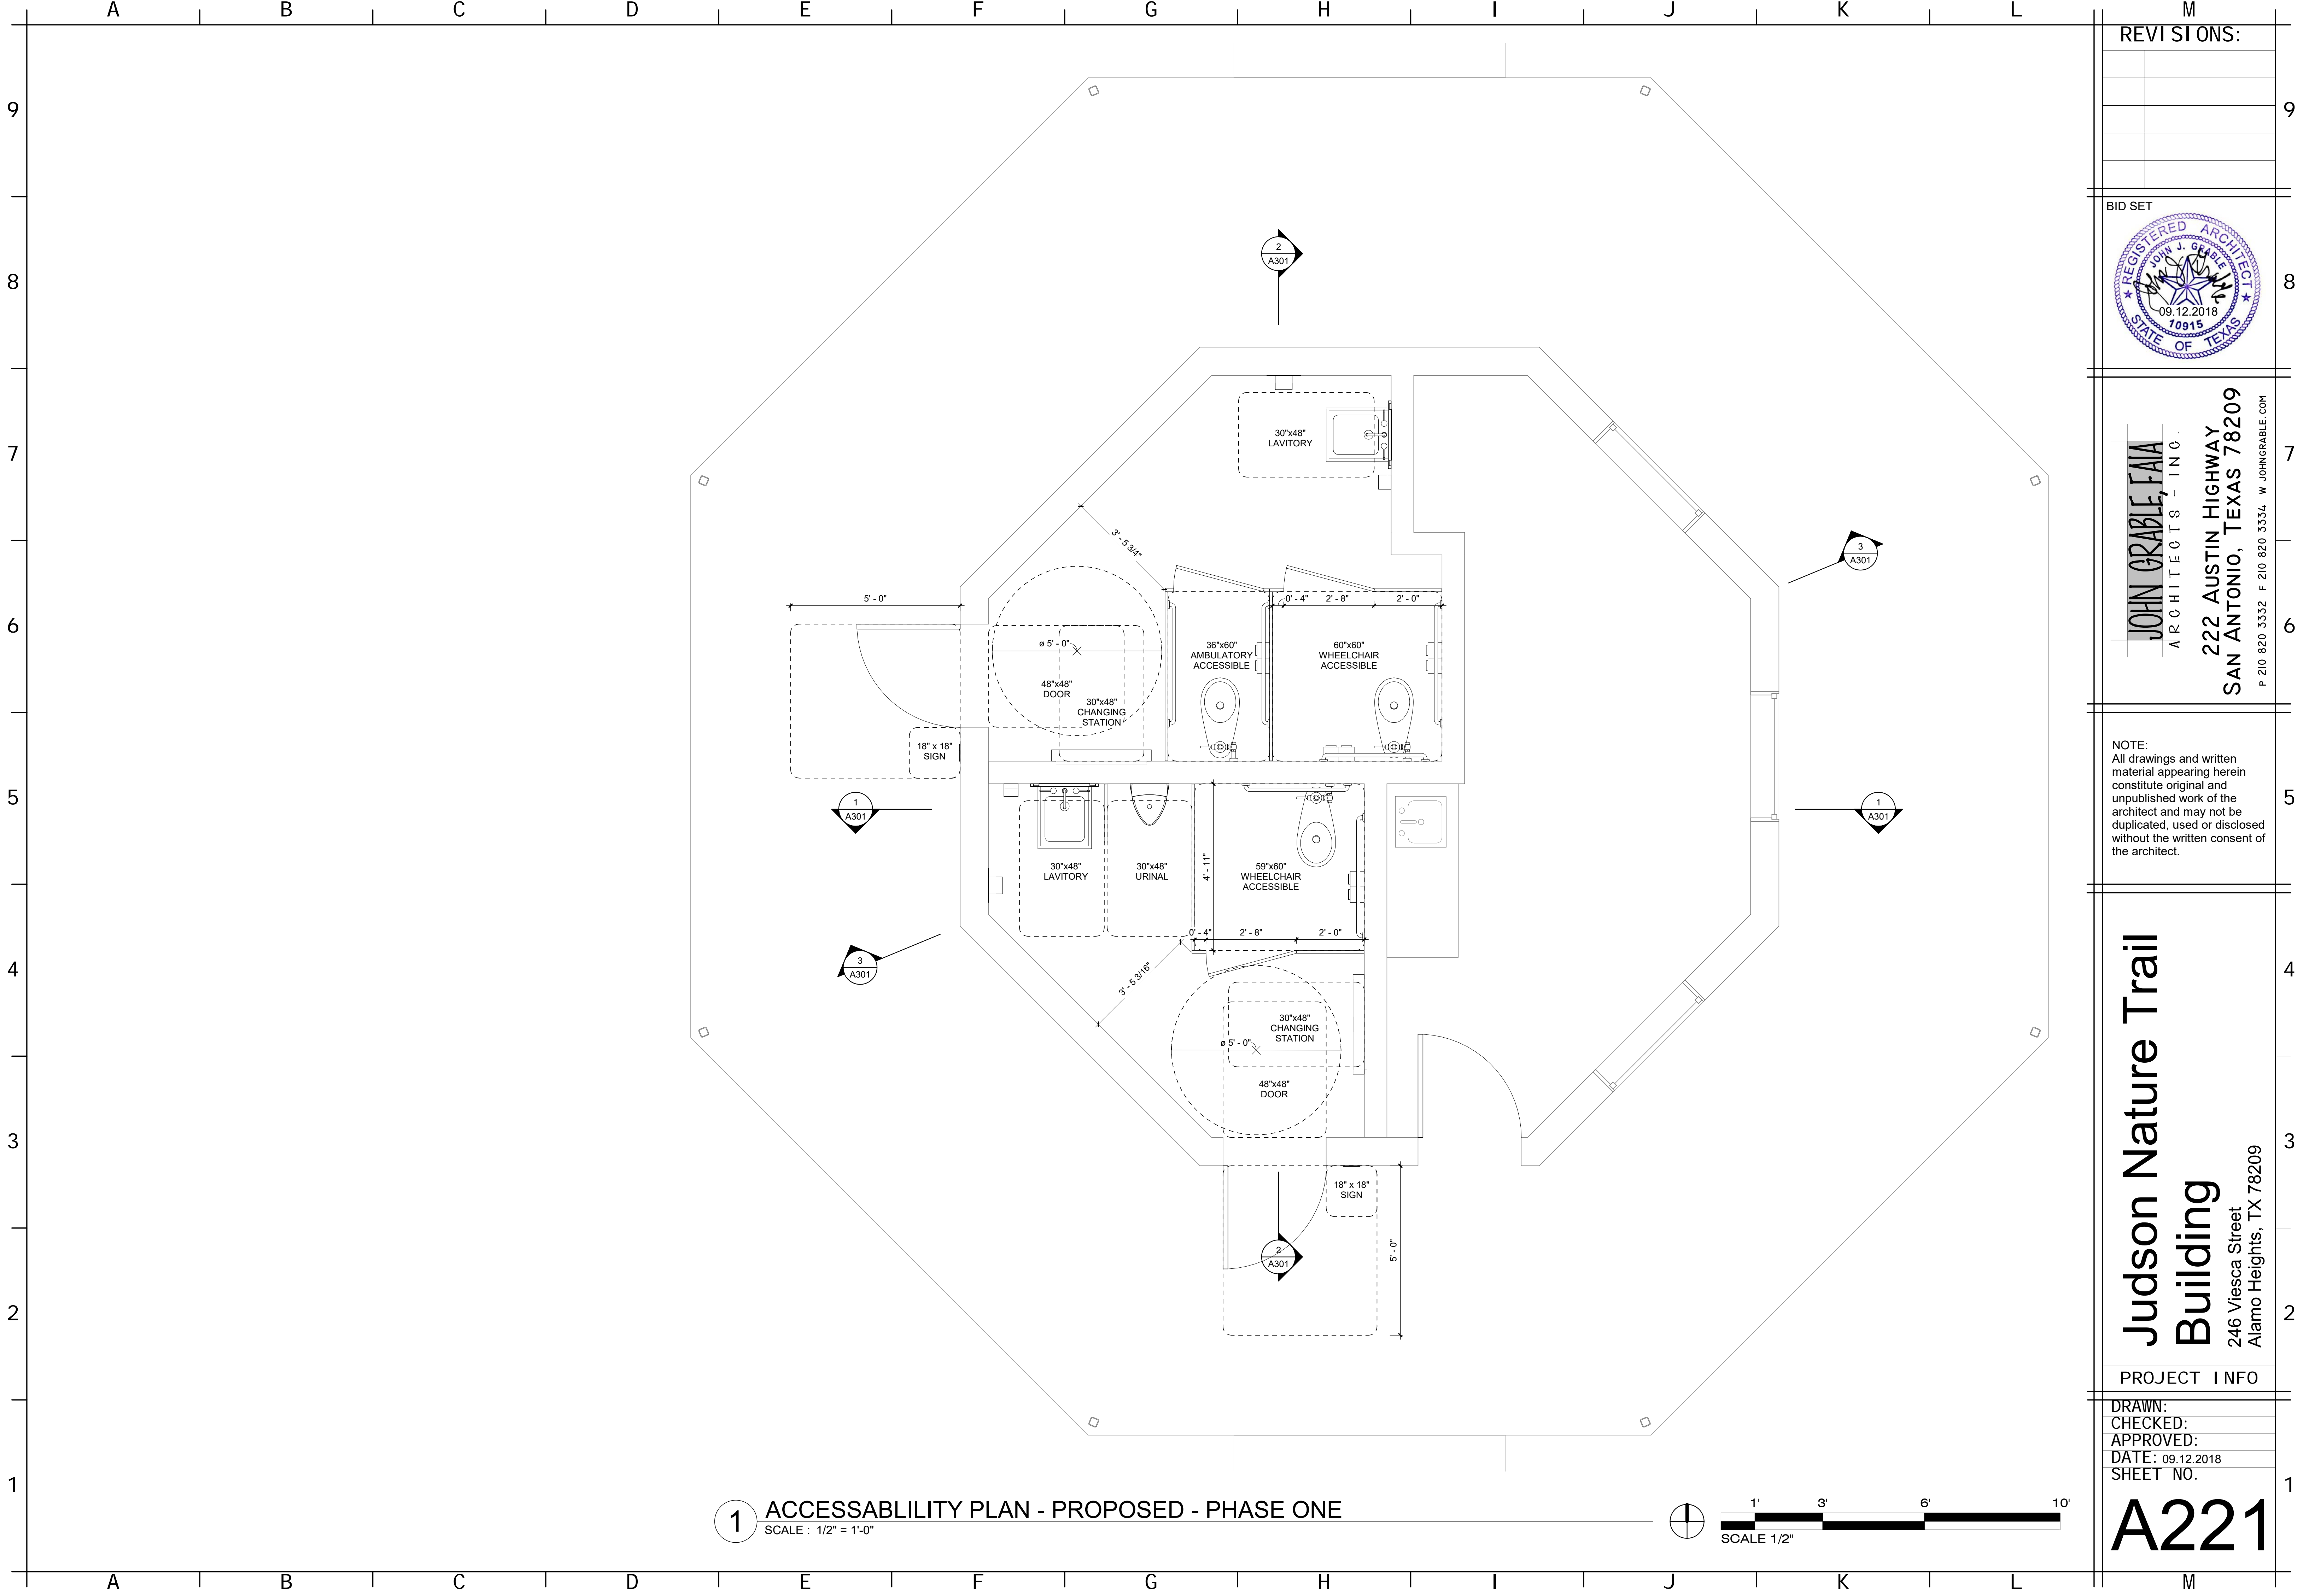 A B C D E F G H I J K L M
9
8
7
6
5
4
3
2
1
2
A301
30"x48"
LAVITORY
3' - 5 3/4"
3
A301
5' - 0"
0' - 4"
2' - 8"
2' - 0"
ø 5' - 0"
36"x60"
AMBULATORY
ACCESSIBLE
60"x60"
WHEELCHAIR
ACCESSIBLE
48"x48"
DOOR
30"x48"
CHANGING
STATION
18" x 18"
SIGN
1
A301
1
A301
30"x48"
LAVITORY
30"x48"
URINAL
4' - 11"
59"x60"
WHEELCHAIR
ACCESSIBLE
0' - 4"
2' - 8"
2' - 0"
3
A301
3' - 5 3/16"
30"x48"
CHANGING
STATION
ø 5' - 0"
48"x48"
DOOR
18" x 18"
SIGN
5' - 0"
2
A301
1
ACCESSABLILITY PLAN - PROPOSED - PHASE ONE
SCALE : 1/2" = 1'-0"
1' 3' 6' 10'
SCALE 1/2"
REVISIONS:
BID SET
REGISTERED ARCHITECT
JOHN J. GRABLE
09.12.2018
10915
STATE OF TEXAS
JOHN GRABLE, FAIA
ARCHITECTS - INC.
222 AUSTIN HIGHWAY
SAN ANTONIO, TEXAS 78209
P 210 820 3332 F 210 820 3334 W JOHNGRABLE.COM
NOTE:
All drawings and written
material appearing herein
constitute original and
unpublished work of the
architect and may not be
duplicated, used or disclosed
without the written consent of
the architect.
Judson Nature Trail
Building
246 Viesca Street
Alamo Heights, TX 78209
PROJECT INFO
DRAWN:
CHECKED:
APPROVED:
DATE: 09.12.2018
SHEET NO.
A221
9
8
7
6
5
4
3
2
1
A B C D E F G H I J K L M